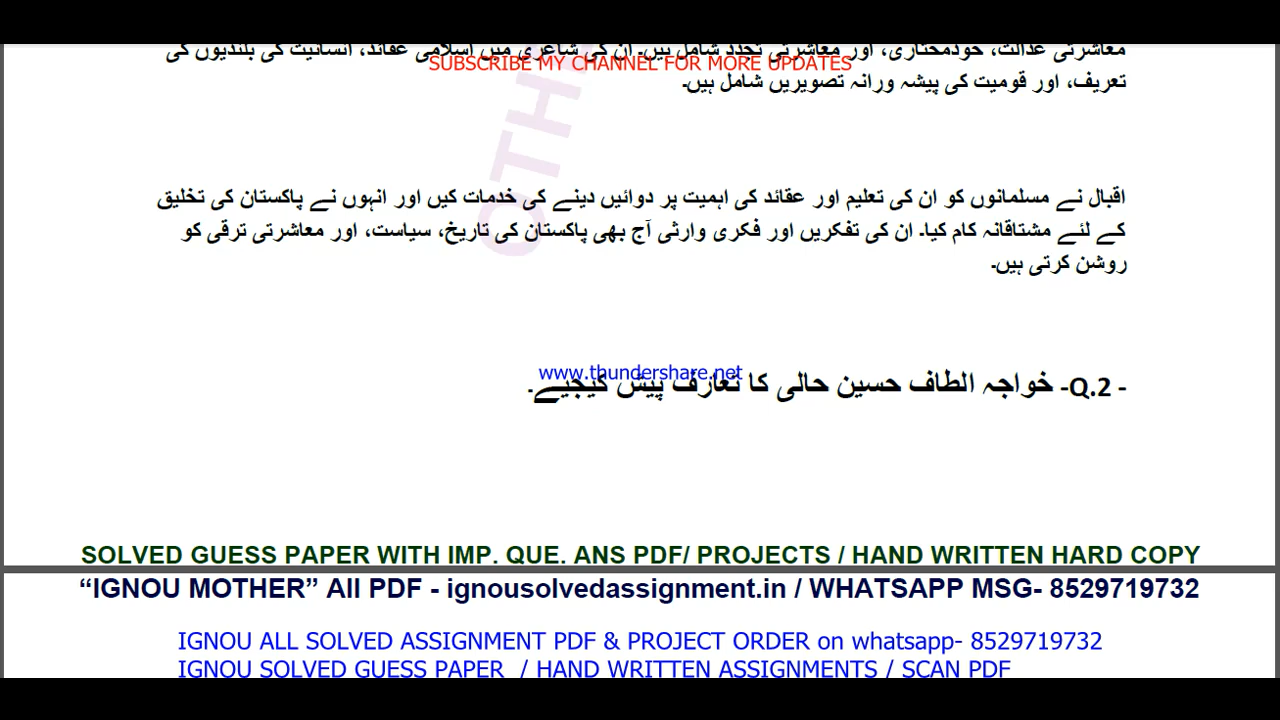 معاشرتی عدالت، خودمختاری، اور معاشرتی تجدد شامل ہیں۔ ان کی شاعری میں اسلامی عقائد، انسانیت کی بلندیوں کی
SUBSCRIBE MY CHANNEL FOR MORE UPDATES
تعریف، اور قومیت کی پیشہ ورانہ تصویریں شامل ہیں۔
OTH
اقبال نے مسلمانوں کو ان کی تعلیم اور عقائد کی اہمیت پر دوائیں دینے کی خدمات کیں اور انہوں نے پاکستان کی تخلیق
کے لئے مشتاقانہ کام کیا۔ ان کی تفکریں اور فکری وارثی آج بھی پاکستان کی تاریخ، سیاست، اور معاشرتی ترقی کو
روشن کرتی ہیں۔
www.thundershare.net
- Q.2- خواجہ الطاف حسین حالی کا تعارف پیش کیجیے۔
SOLVED GUESS PAPER WITH IMP. QUE. ANS PDF/ PROJECTS / HAND WRITTEN HARD COPY
“IGNOU MOTHER” All PDF - ignousolvedassignment.in / WHATSAPP MSG- 8529719732
IGNOU ALL SOLVED ASSIGNMENT PDF & PROJECT ORDER on whatsapp- 8529719732
IGNOU SOLVED GUESS PAPER / HAND WRITTEN ASSIGNMENTS / SCAN PDF